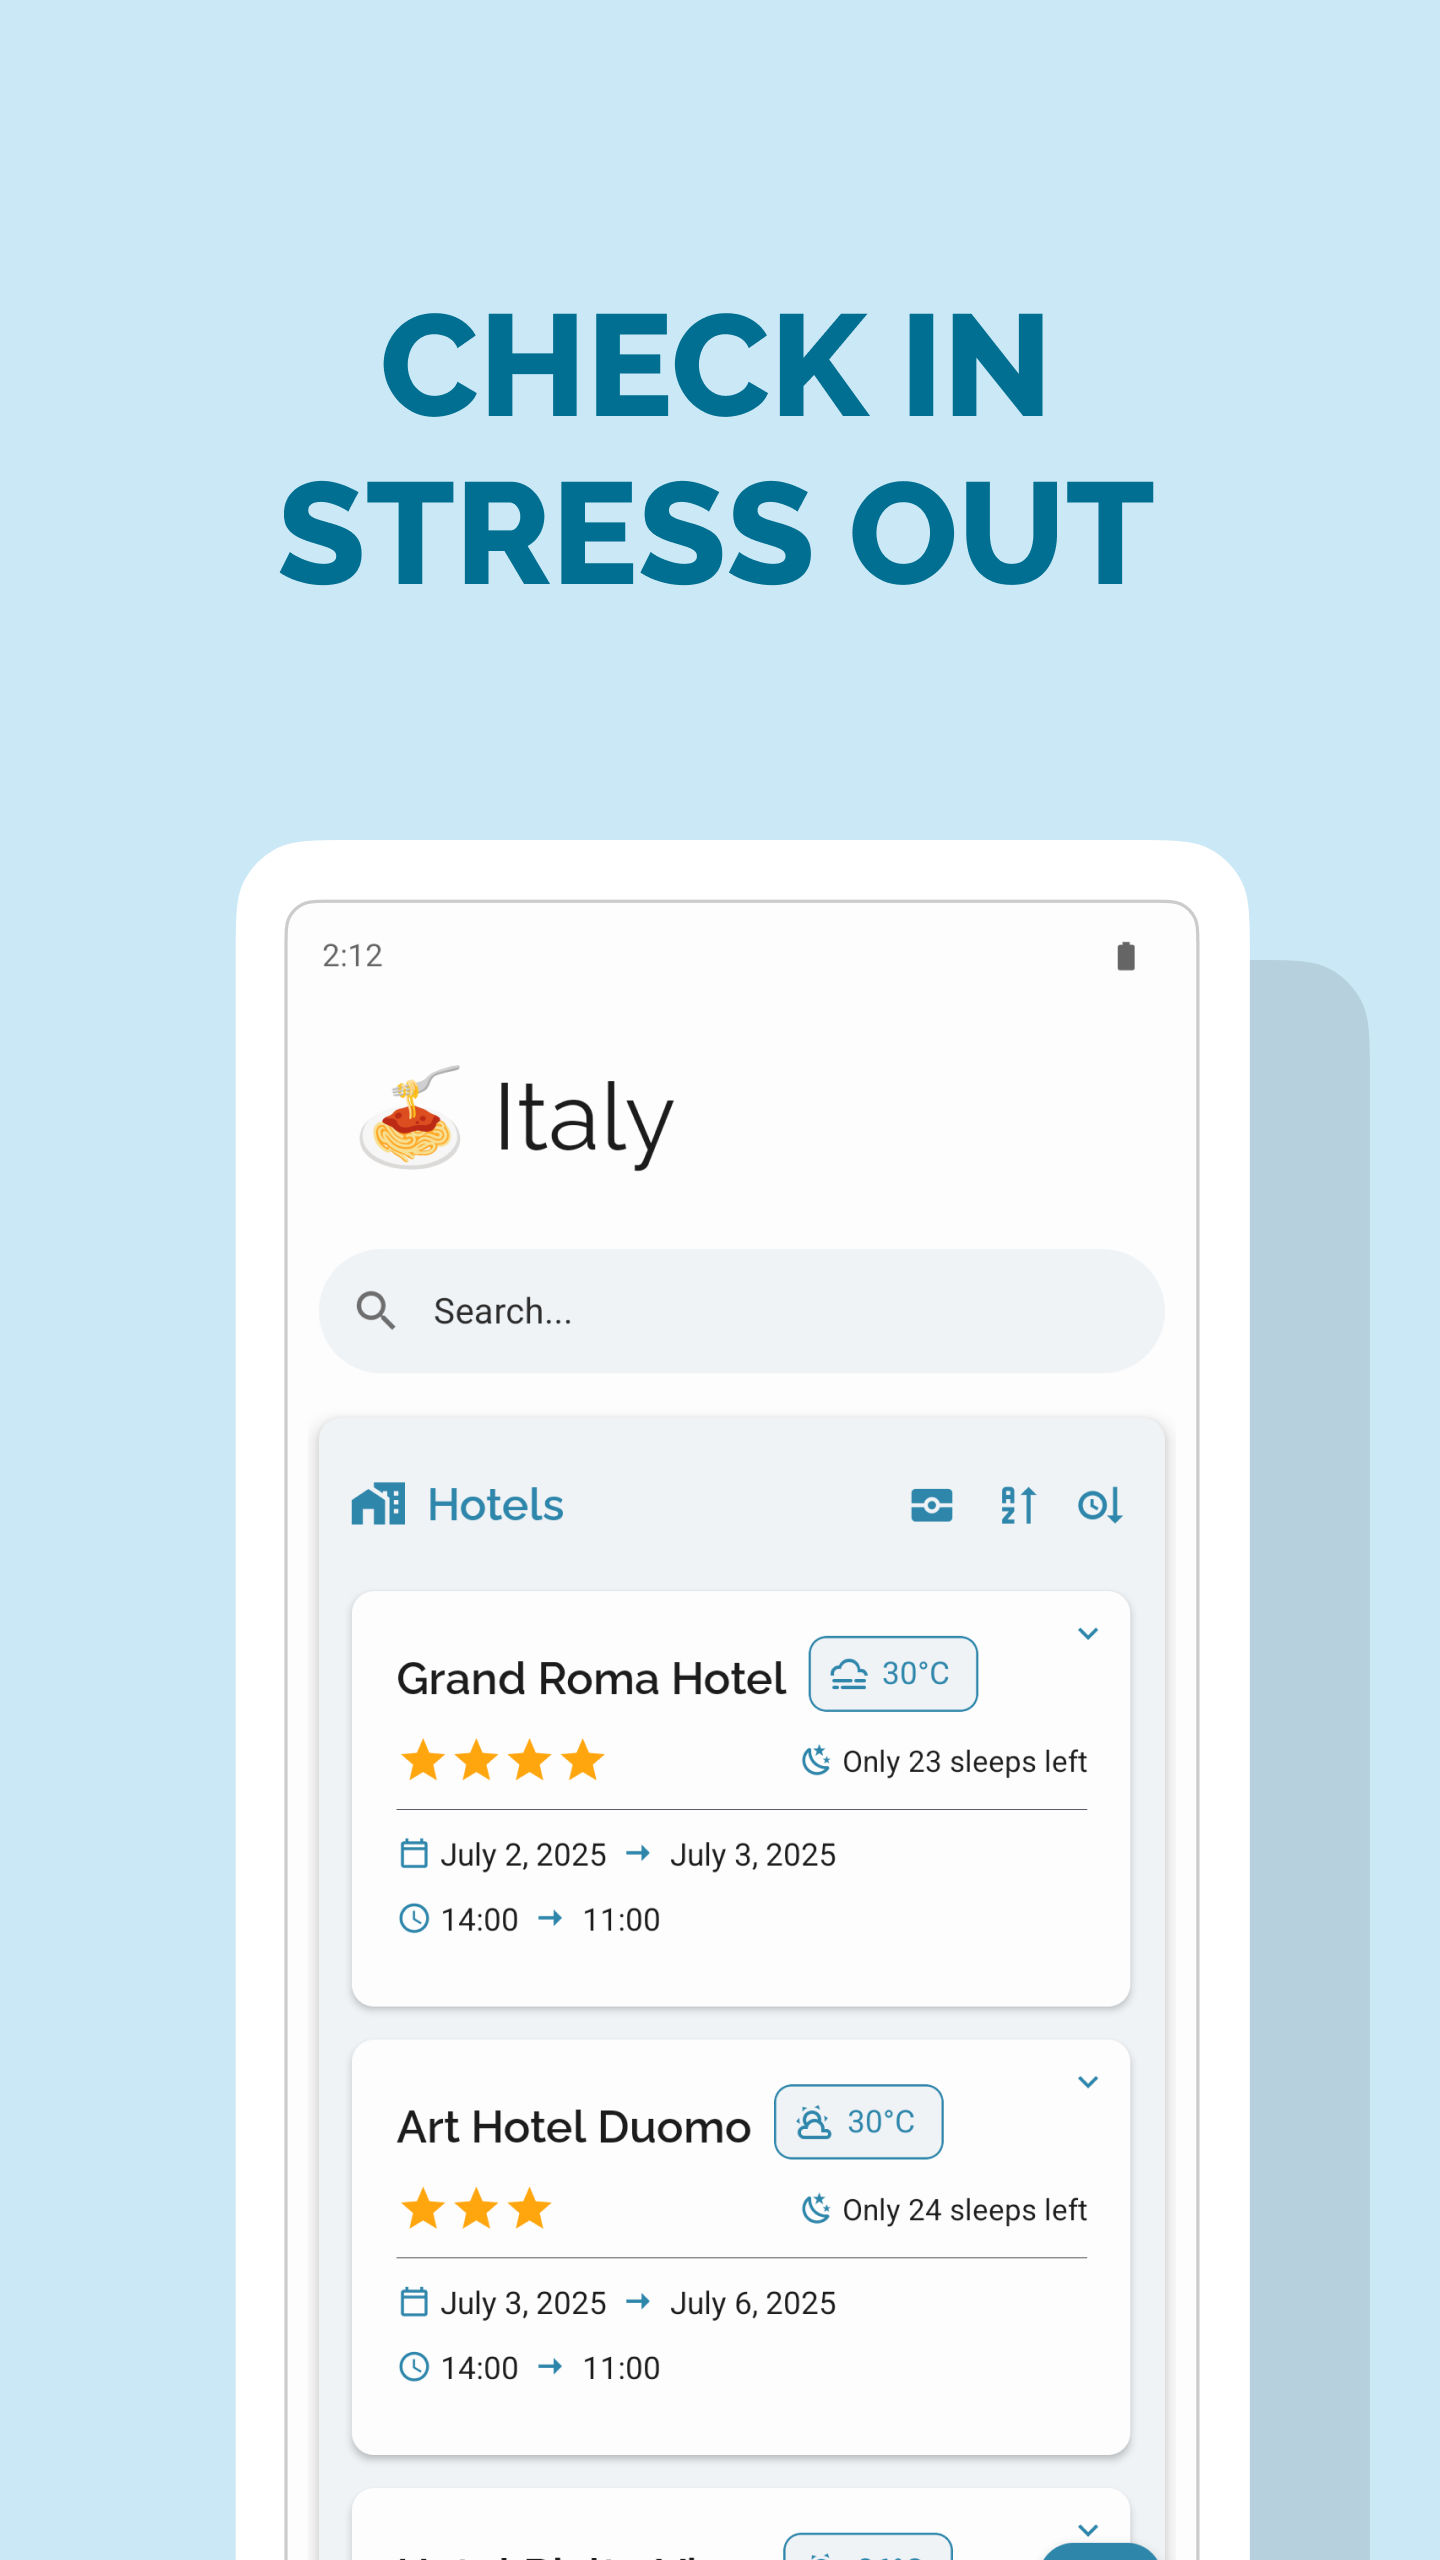 CHECK IN
STRESS OUT
2:12
Italy
Search...
Hotels
Grand Roma Hotel 30°C
Only 23 sleeps left
July 2, 2025 → July 3, 2025
14:00 → 11:00
Art Hotel Duomo 30°C
Only 24 sleeps left
July 3, 2025 → July 6, 2025
14:00 → 11:00